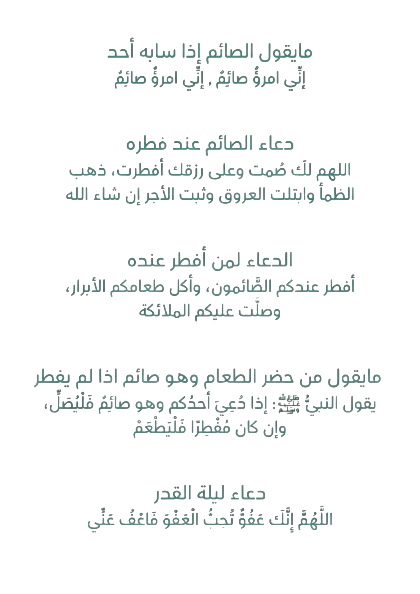 مايقول الصائم إذا سابه أحد
إنِّي امرؤٌ صائِمٌ , إنِّي امرؤٌ صائِمٌ
دعاء الصائم عند فطره
اللهم لكَ صُمت وعلى رزقك أفطرت، ذهب
الظمأ وابتلت العروق وثبت الأجر إن شاء الله
الدعاء لمن أفطر عنده
أفطر عندكم الصَّائمون، وأكل طعامكم الأبرار،
وصلَّت عليكم الملائكة
مايقول من حضر الطعام وهو صائم اذا لم يفطر
يقول النبيُّ ﷺ: إذا دُعِيَ أحدُكم وهو صائِمٌ فَلْيُصَلِّ،
وإن كان مُفْطِرًا فَلْيَطْعَمْ
دعاء ليلة القدر
اللَّهُمَّ إِنَّكَ عَفُوٌّ تُحِبُّ الْعَفْوَ فَاعْفُ عَنِّي